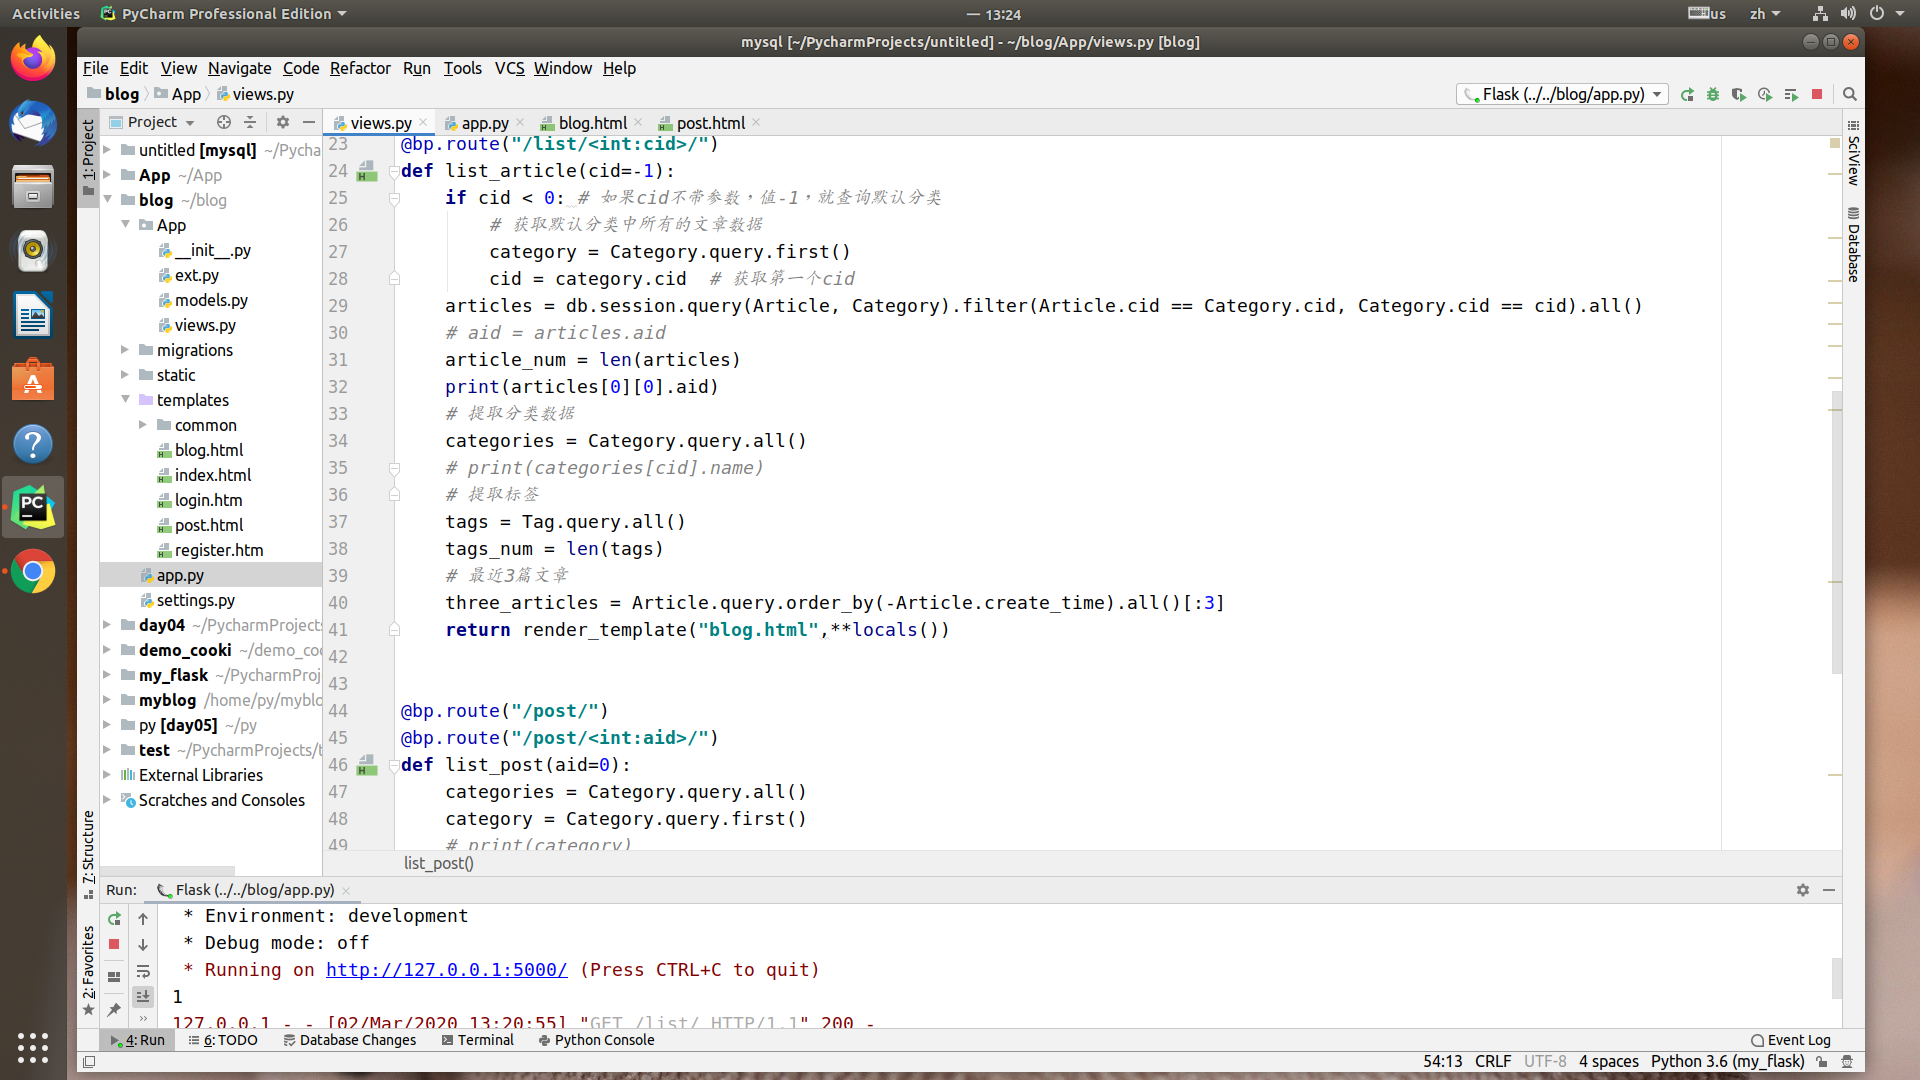 Activities
PyCharm Professional Edition
一 13:24
us
zh
mysql [~/PycharmProjects/untitled] - ~/blog/App/views.py [blog]
File Edit View Navigate Code Refactor Run Tools VCS Window Help
blog App views.py
Flask (../../blog/app.py)
1: Project
Project
views.py
app.py
blog.html
post.html
untitled [mysql] ~/Pycha
App ~/App
blog ~/blog
App
__init__.py
ext.py
models.py
views.py
migrations
static
templates
common
blog.html
index.html
login.htm
post.html
register.htm
app.py
settings.py
day04 ~/PycharmProjects
demo_cooki ~/demo_coo
my_flask ~/PycharmProj
myblog /home/py/myblo
py [day05] ~/py
test ~/PycharmProjects/t
External Libraries
Scratches and Consoles
23 @bp.route("/list/<int:cid>/")
24 def list_article(cid=-1):
25 if cid < 0: # 如果cid不带参数，值-1，就查询默认分类
26 # 获取默认分类中所有的文章数据
27 category = Category.query.first()
28 cid = category.cid # 获取第一个cid
29 articles = db.session.query(Article, Category).filter(Article.cid == Category.cid, Category.cid == cid).all()
30 # aid = articles.aid
31 article_num = len(articles)
32 print(articles[0][0].aid)
33 # 提取分类数据
34 categories = Category.query.all()
35 # print(categories[cid].name)
36 # 提取标签
37 tags = Tag.query.all()
38 tags_num = len(tags)
39 # 最近3篇文章
40 three_articles = Article.query.order_by(-Article.create_time).all()[:3]
41 return render_template("blog.html",**locals())
42
43
44 @bp.route("/post/")
45 @bp.route("/post/<int:aid>/")
46 def list_post(aid=0):
47 categories = Category.query.all()
48 category = Category.query.first()
49 # print(category)
list_post()
SciView
Database
7: Structure
2: Favorites
Run: Flask (../../blog/app.py)
* Environment: development
* Debug mode: off
* Running on http://127.0.0.1:5000/ (Press CTRL+C to quit)
1
127.0.0.1 - - [02/Mar/2020 13:20:55] "GET /list/ HTTP/1.1" 200 -
4: Run 6: TODO Database Changes Terminal Python Console
Event Log
54:13 CRLF UTF-8 4 spaces Python 3.6 (my_flask)